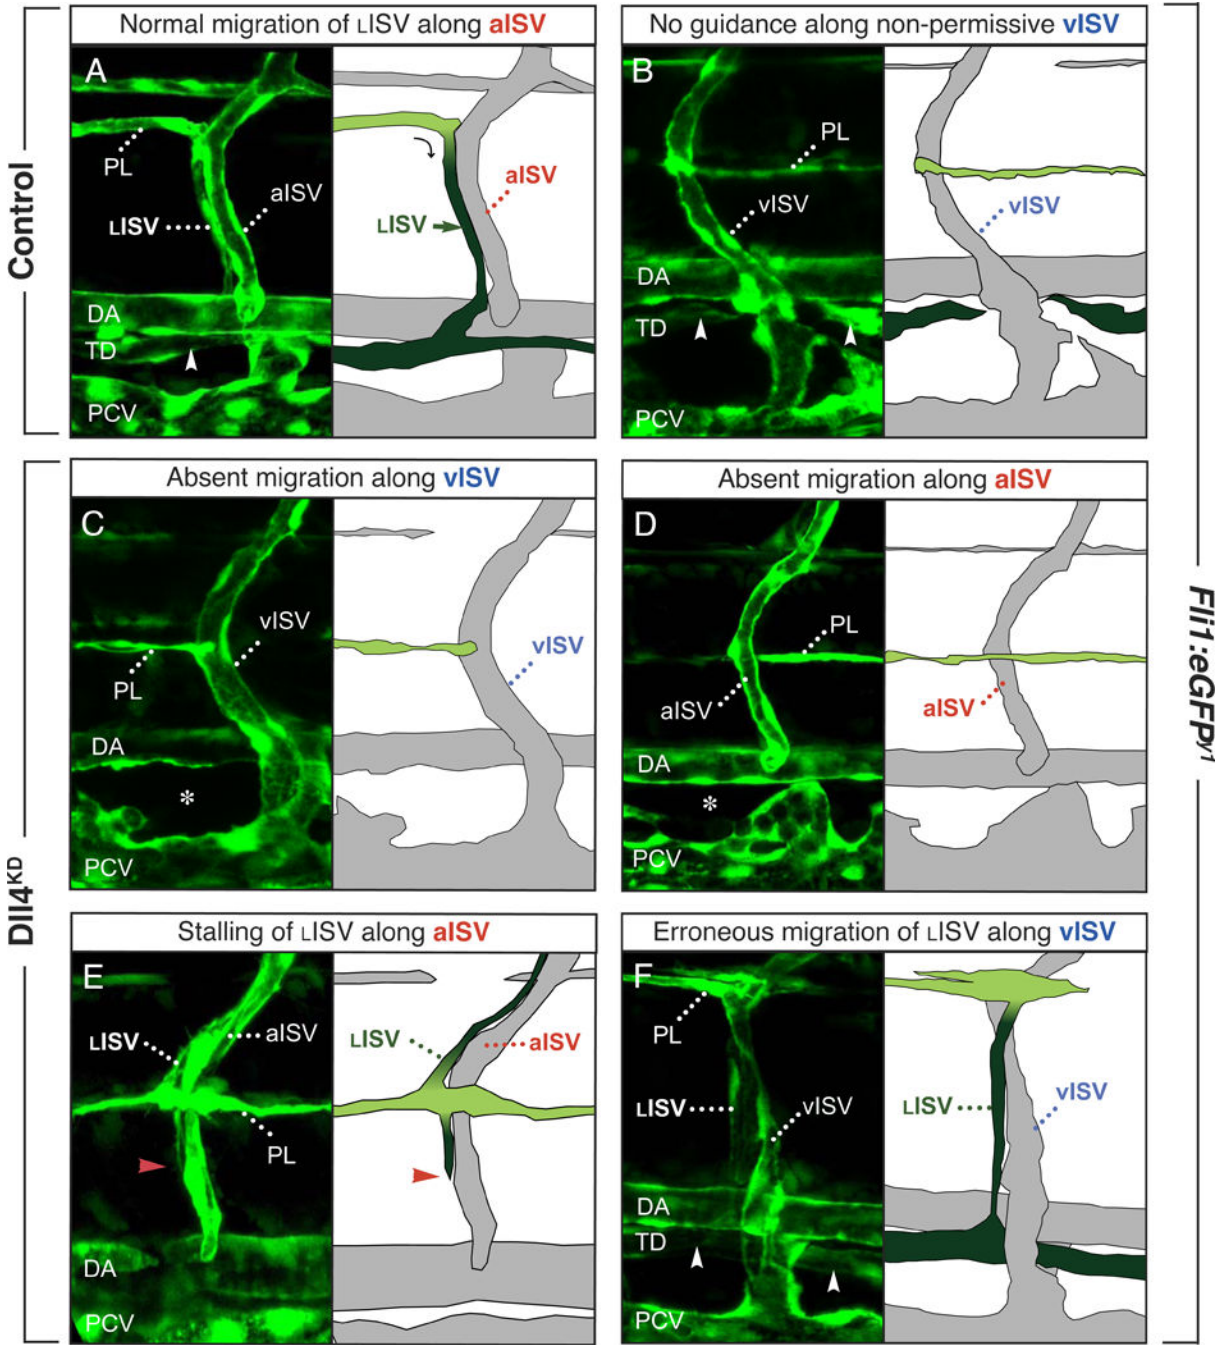 Normal migration of LISV along aISV
No guidance along non-permissive vISV
Control
A
PL
aISV
LISV
DA
TD
PCV
aISV
LISV
B
PL
vISV
DA
TD
PCV
vISV
Absent migration along vISV
Absent migration along aISV
Dll4KD
Fli1:eGFPy1
C
vISV
PL
DA
*
PCV
vISV
D
PL
aISV
DA
*
PCV
aISV
Stalling of LISV along aISV
Erroneous migration of LISV along vISV
E
LISV
aISV
PL
DA
PCV
LISV
aISV
F
PL
LISV
vISV
DA
TD
PCV
LISV
vISV